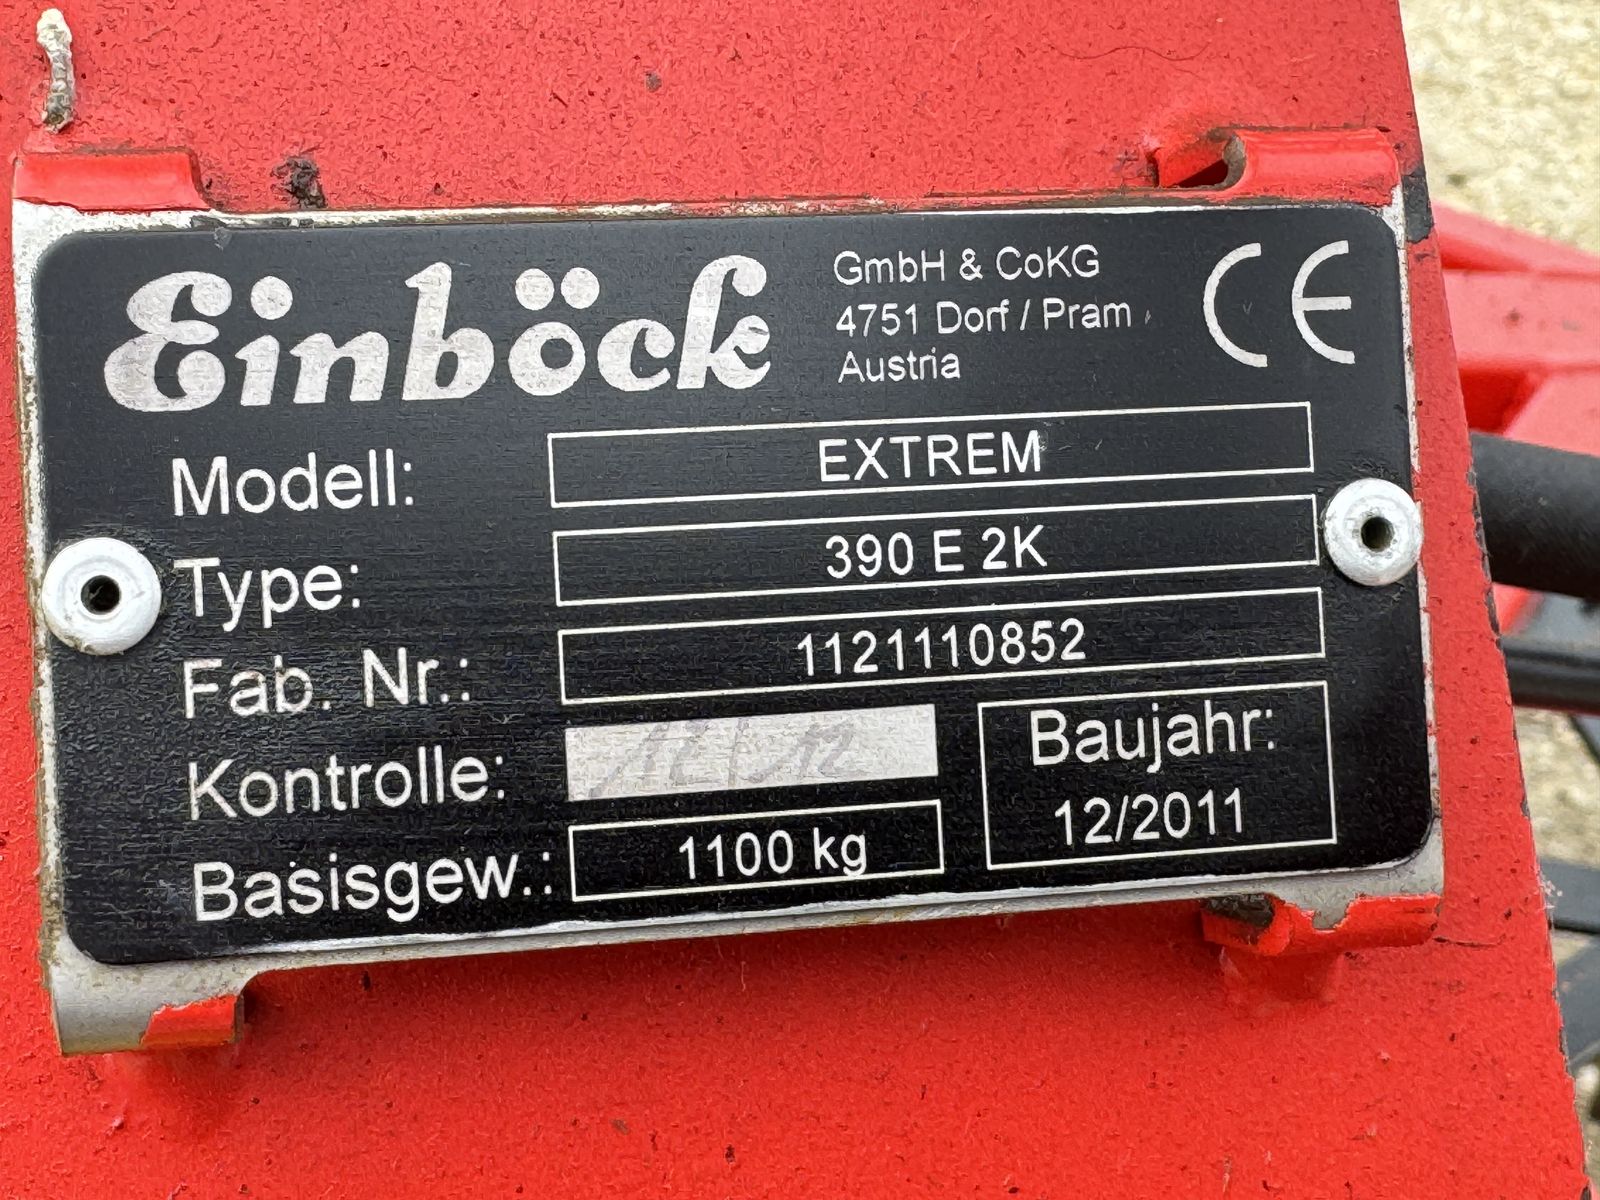 Einböck
GmbH & CoKG
4751 Dorf / Pram
Austria
CE
Modell: EXTREM
Type: 390 E 2K
Fab. Nr.: 1121110852
Kontrolle:
Baujahr:
12/2011
Basisgew.: 1100 kg